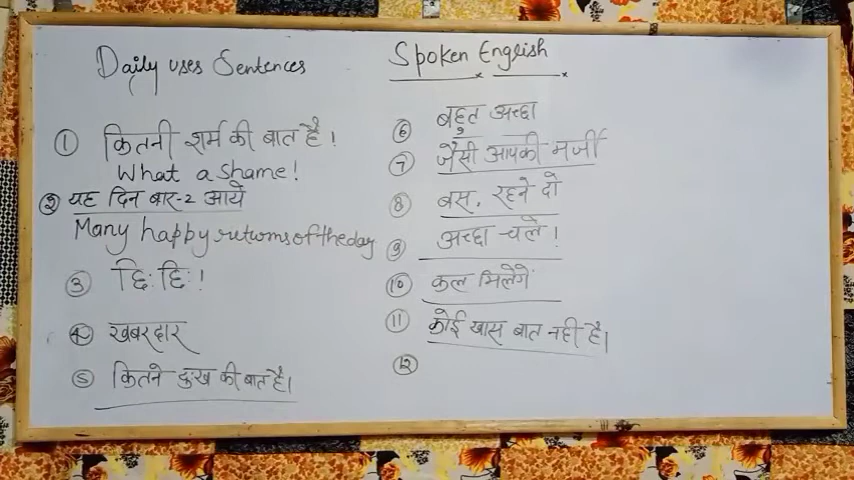 Daily uses Sentences
① कितनी शर्म की बात है।
What a shame!
② यह दिन बार-2 आये
Many happy returns of the day
③ छिः छिः!
④ खबरदार
⑤ कितने दुःख की बात है।
Spoken English
⑥ बहुत अच्छा
⑦ जैसी आपकी मर्जी
⑧ बस, रहने दो
⑨ अच्छा चले!
⑩ कल मिलेगें
⑪ कोई खास बात नही है।
⑫